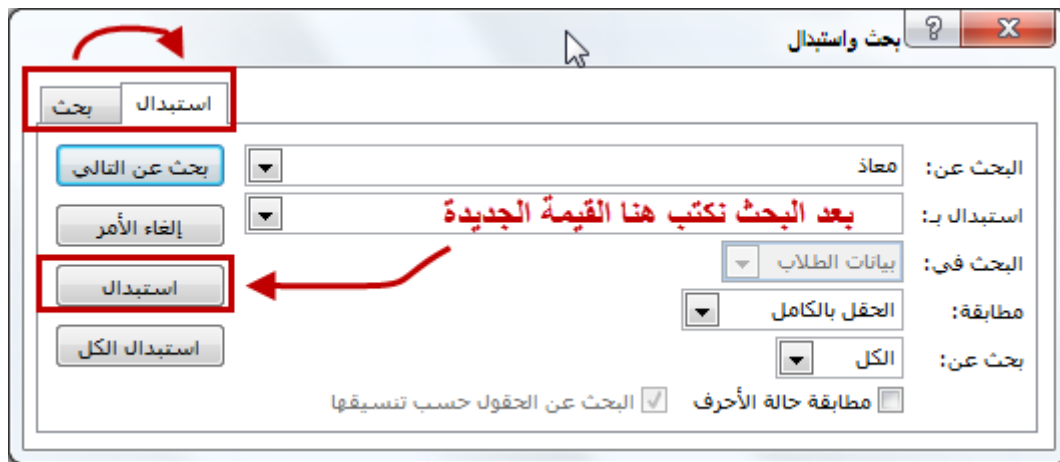 بحث واستبدال
استبدال بحث
البحث عن: معاذ بحث عن التالي
استبدال بـ: بعد البحث نكتب هنا القيمة الجديدة إلغاء الأمر
البحث في: بيانات الطلاب استبدال
مطابقة: الحقل بالكامل
بحث عن: الكل استبدال الكل
مطابقة حالة الأحرف البحث عن الحقول حسب تنسيقها